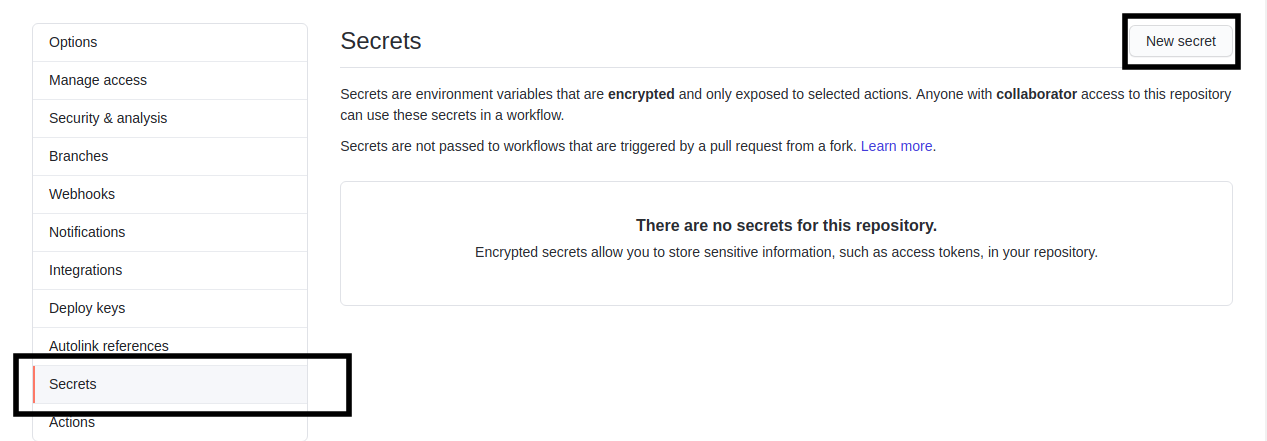 Options
Manage access
Security & analysis
Branches
Webhooks
Notifications
Integrations
Deploy keys
Autolink references
Secrets
Actions
Secrets
New secret
Secrets are environment variables that are encrypted and only exposed to selected actions. Anyone with collaborator access to this repository
can use these secrets in a workflow.
Secrets are not passed to workflows that are triggered by a pull request from a fork. Learn more.
There are no secrets for this repository.
Encrypted secrets allow you to store sensitive information, such as access tokens, in your repository.